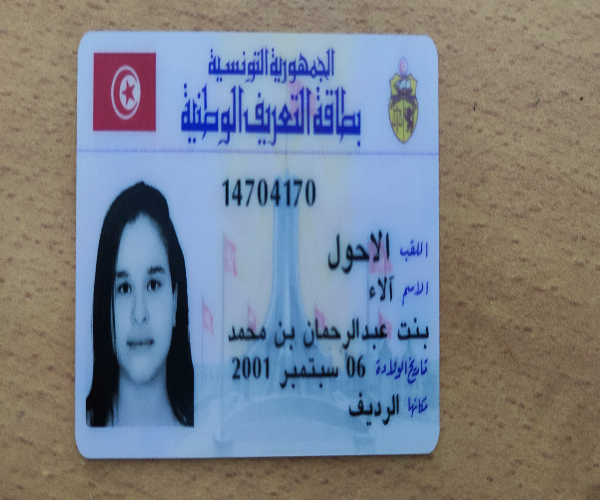 الجمهورية التونسية
بطاقة التعريف الوطنية
14704170
اللقب الاحول
الاسم آلاء
بنت عبدالرحمان بن محمد
تاريخ الولادة 06 سبتمبر 2001
مكانها الرديف